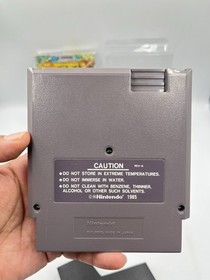 CAUTION
• DO NOT STORE IN EXTREME TEMPERATURES.
• DO NOT IMMERSE IN WATER.
• DO NOT CLEAN WITH BENZENE, THINNER,
ALCOHOL OR OTHER SUCH SOLVENTS.
©®Nintendo 1985